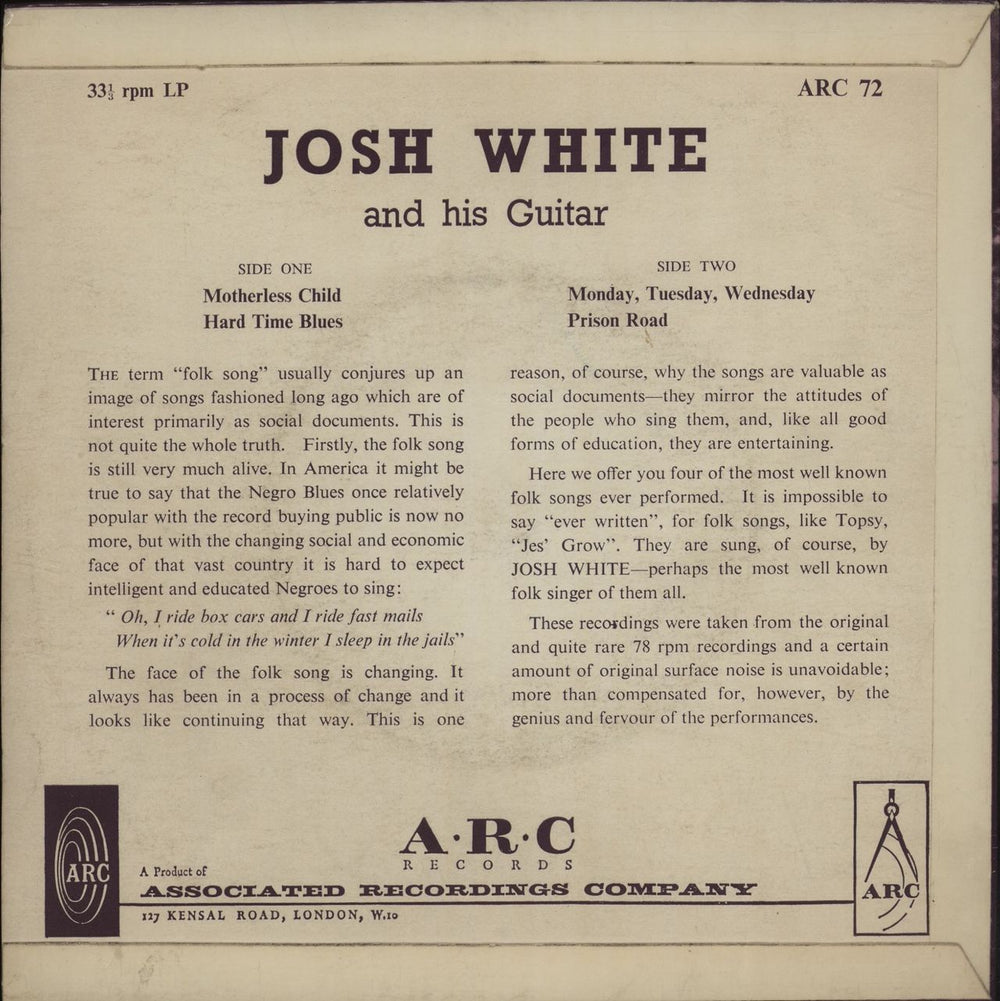 33⅓ rpm LP
ARC 72
JOSH WHITE
and his Guitar
SIDE ONE
Motherless Child
Hard Time Blues
SIDE TWO
Monday, Tuesday, Wednesday
Prison Road
THE term “folk song” usually conjures up an
image of songs fashioned long ago which are of
interest primarily as social documents. This is
not quite the whole truth. Firstly, the folk song
is still very much alive. In America it might be
true to say that the Negro Blues once relatively
popular with the record buying public is now no
more, but with the changing social and economic
face of that vast country it is hard to expect
intelligent and educated Negroes to sing:
“ Oh, I ride box cars and I ride fast mails
When it's cold in the winter I sleep in the jails”
The face of the folk song is changing. It
always has been in a process of change and it
looks like continuing that way. This is one
reason, of course, why the songs are valuable as
social documents—they mirror the attitudes of
the people who sing them, and, like all good
forms of education, they are entertaining.
Here we offer you four of the most well known
folk songs ever performed. It is impossible to
say “ever written”, for folk songs, like Topsy,
“Jes' Grow”. They are sung, of course, by
JOSH WHITE—perhaps the most well known
folk singer of them all.
These recordings were taken from the original
and quite rare 78 rpm recordings and a certain
amount of original surface noise is unavoidable;
more than compensated for, however, by the
genius and fervour of the performances.
ARC
A·R·C
RECORDS
A Product of
ASSOCIATED RECORDINGS COMPANY
127 KENSAL ROAD, LONDON, W.10
ARC